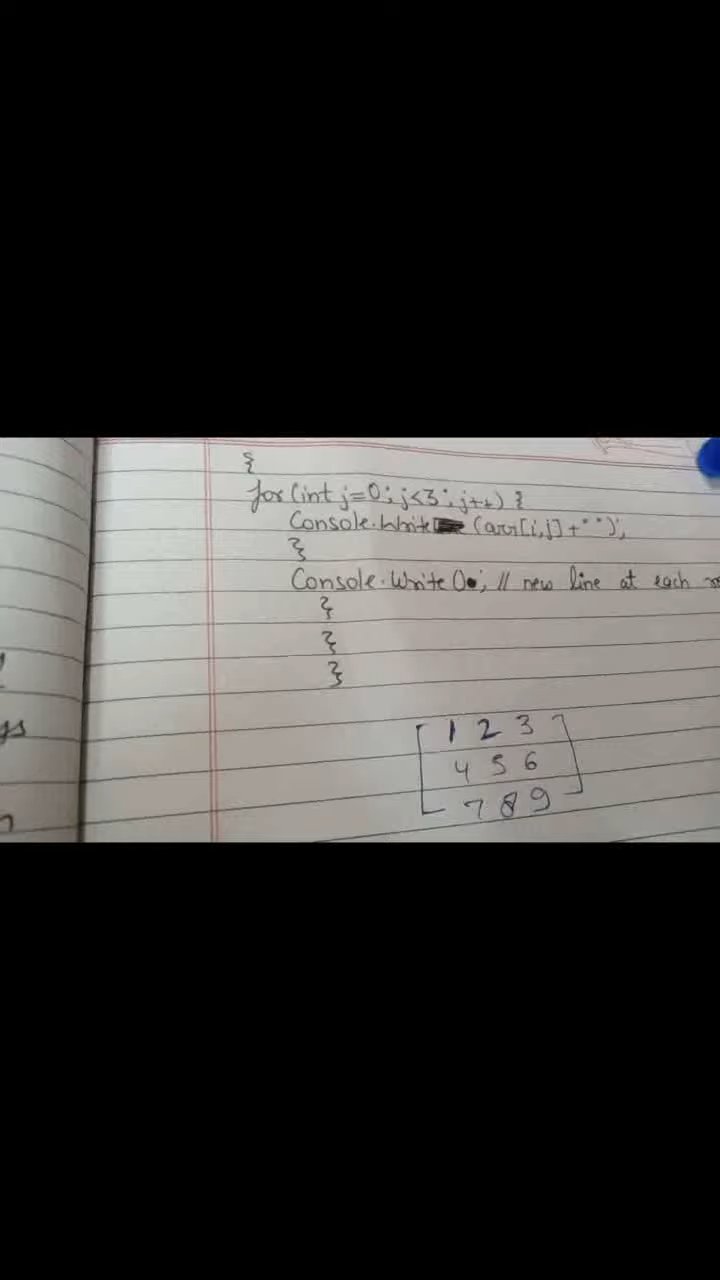 {
for(int j=0; j<3; j++) {
Console.Write (arr[i,j]+" ");
}
Console.Write(); // new line at each
}
}
}
1 2 3
4 5 6
7 8 9